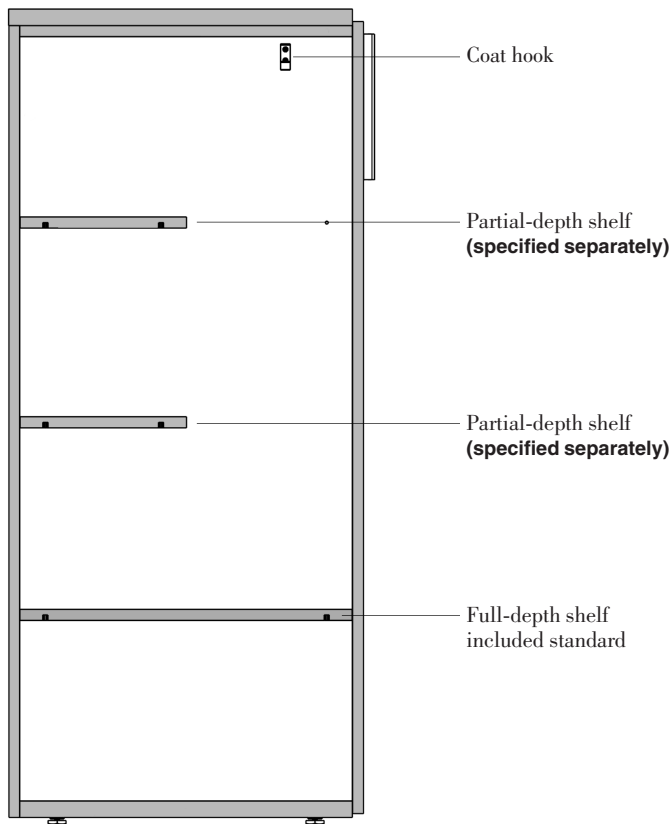 Coat hook
Partial-depth shelf
(specified separately)
Partial-depth shelf
(specified separately)
Full-depth shelf
included standard